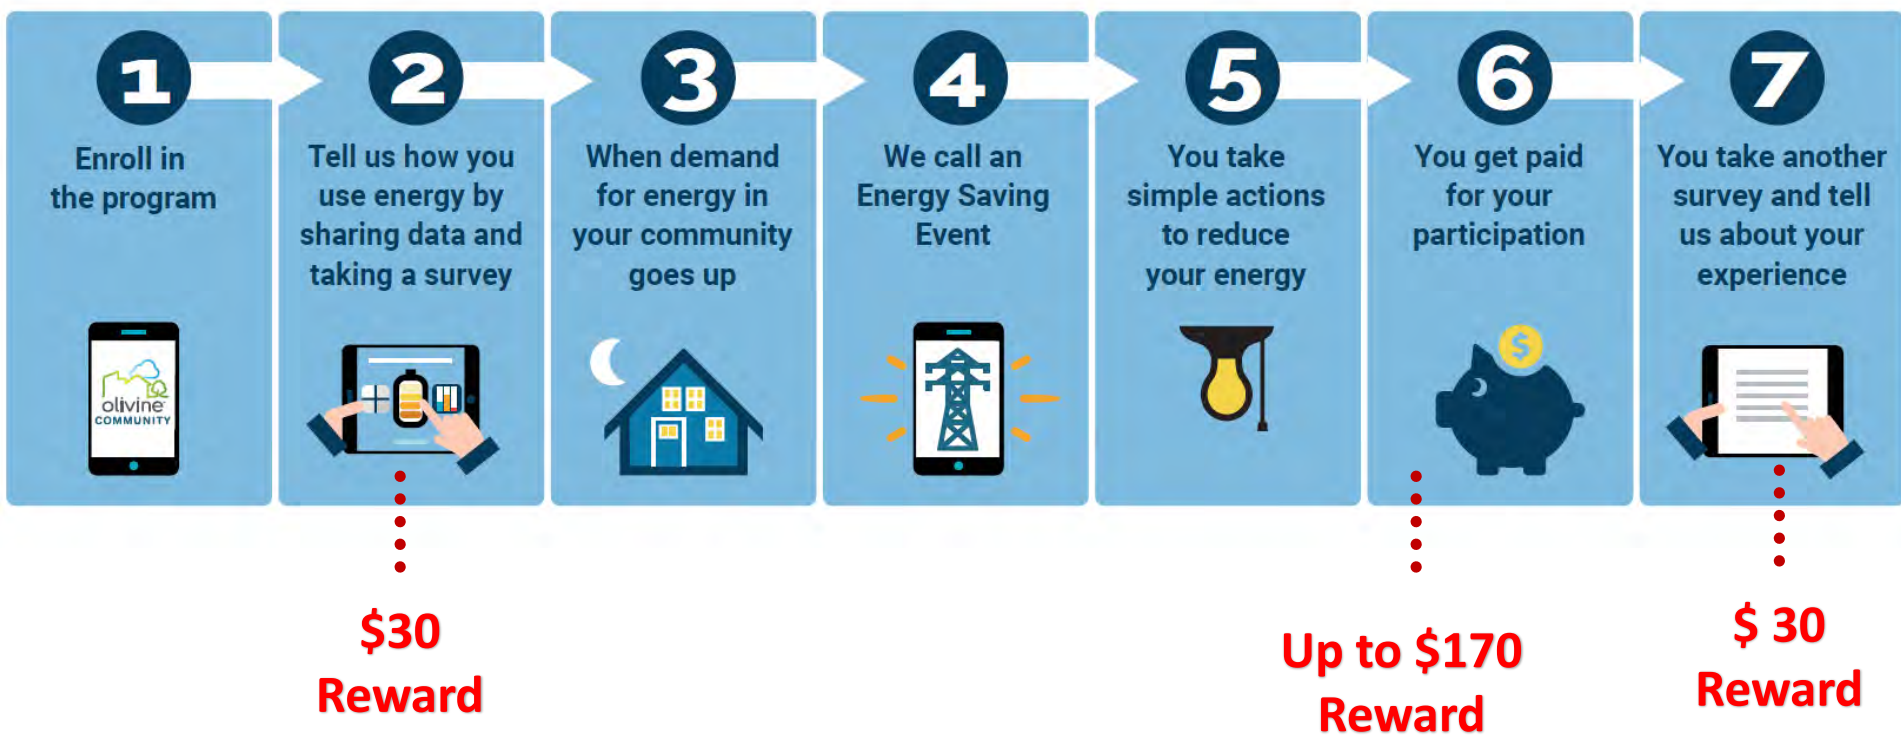 1
Enroll in
the program
olivine
COMMUNITY
2
Tell us how you
use energy by
sharing data and
taking a survey
3
When demand
for energy in
your community
goes up
4
We call an
Energy Saving
Event
5
You take
simple actions
to reduce
your energy
6
You get paid
for your
participation
$
7
You take another
survey and tell
us about your
experience
$30
Reward
Up to $170
Reward
$ 30
Reward